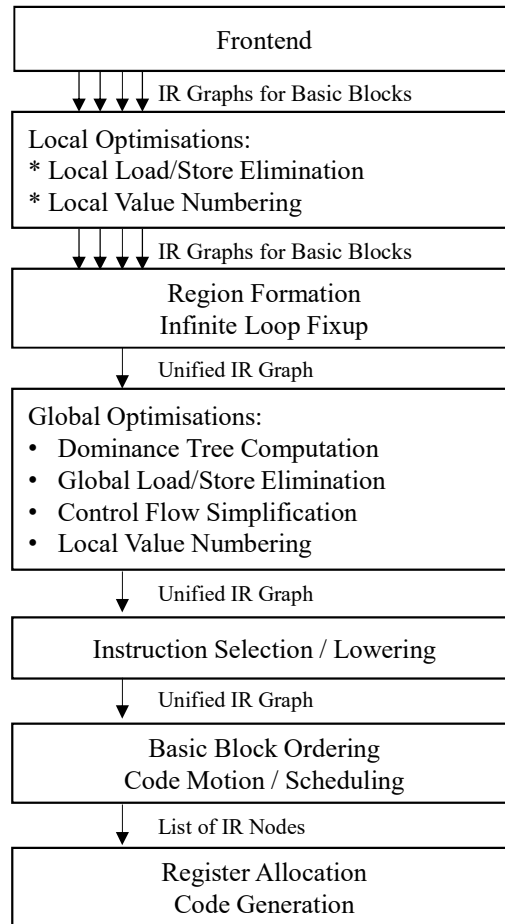 Frontend
IR Graphs for Basic Blocks
Local Optimisations:
* Local Load/Store Elimination
* Local Value Numbering
IR Graphs for Basic Blocks
Region Formation
Infinite Loop Fixup
Unified IR Graph
Global Optimisations:
• Dominance Tree Computation
• Global Load/Store Elimination
• Control Flow Simplification
• Local Value Numbering
Unified IR Graph
Instruction Selection / Lowering
Unified IR Graph
Basic Block Ordering
Code Motion / Scheduling
List of IR Nodes
Register Allocation
Code Generation